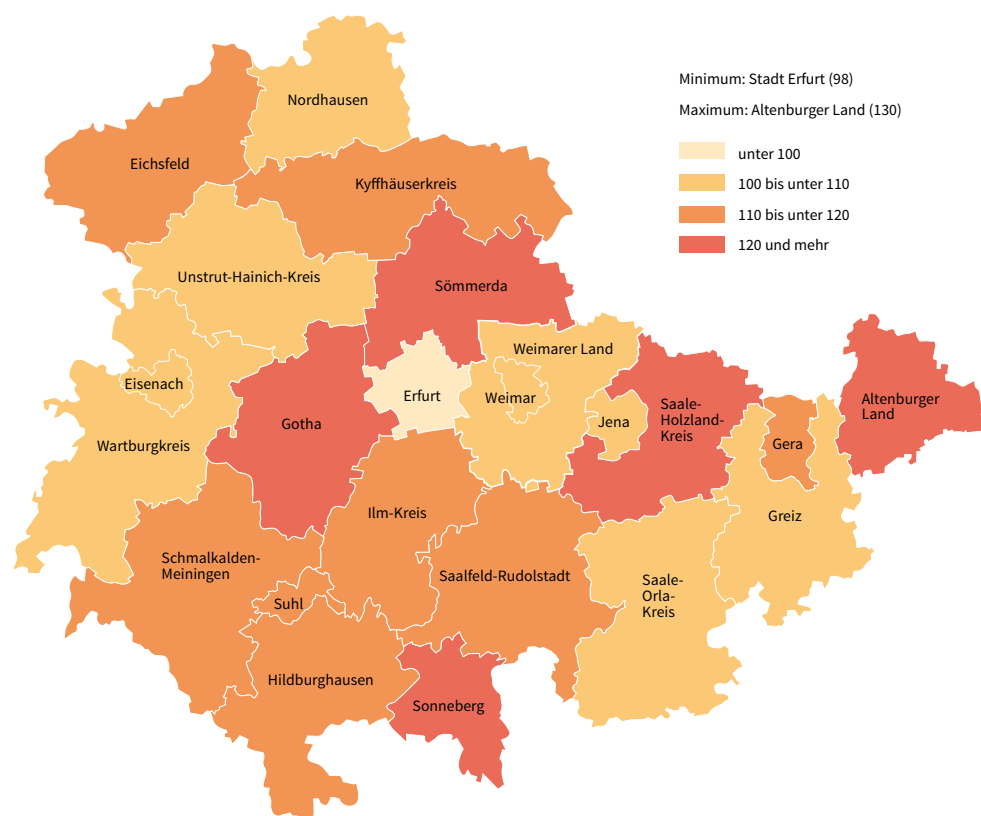 Minimum: Stadt Erfurt (98)
Maximum: Altenburger Land (130)
unter 100
100 bis unter 110
110 bis unter 120
120 und mehr
Nordhausen
Eichsfeld
Kyffhäuserkreis
Unstrut-Hainich-Kreis
Sömmerda
Weimarer Land
Eisenach
Erfurt
Weimar
Altenburger
Land
Saale-
Holzland-
Kreis
Jena
Gotha
Gera
Wartburgkreis
Ilm-Kreis
Greiz
Schmalkalden-
Meiningen
Saalfeld-Rudolstadt
Saale-
Orla-
Kreis
Suhl
Hildburghausen
Sonneberg